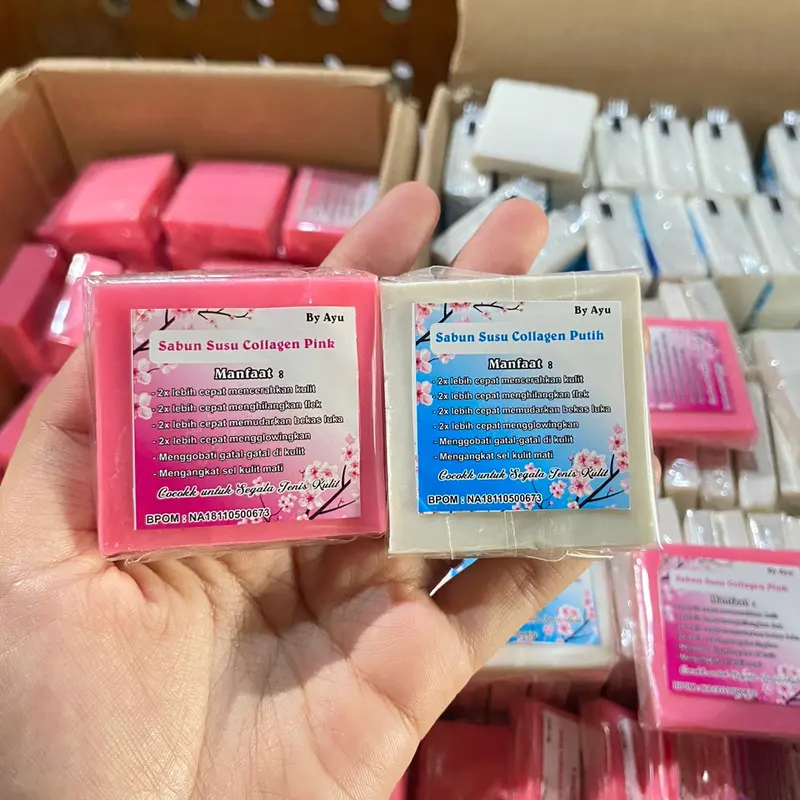 By Ayu
Sabun Susu Collagen Pink
Manfaat :
- 2x lebih cepat mencerahkan kulit
- 2x lebih cepat menghilangkan flek
- 2x lebih cepat memudarkan bekas luka
- 2x lebih cepat mengglowingkan
- Menggobati gatal-gatal di kulit
- Mengangkat sel kulit mati
Cocokk untuk Segala Jenis Kulit
BPOM : NA18110500673
By Ayu
Sabun Susu Collagen Putih
Manfaat :
- 2x lebih cepat mencerahkan kulit
- 2x lebih cepat menghilangkan flek
- 2x lebih cepat memudarkan bekas luka
- 2x lebih cepat mengglowingkan
- Menggobati gatal-gatal di kulit
- Mengangkat sel kulit mati
Cocokk untuk Segala Jenis Kulit
BPOM : NA18110500673
By Ayu
Sabun Susu Collagen Pink
Manfaat :